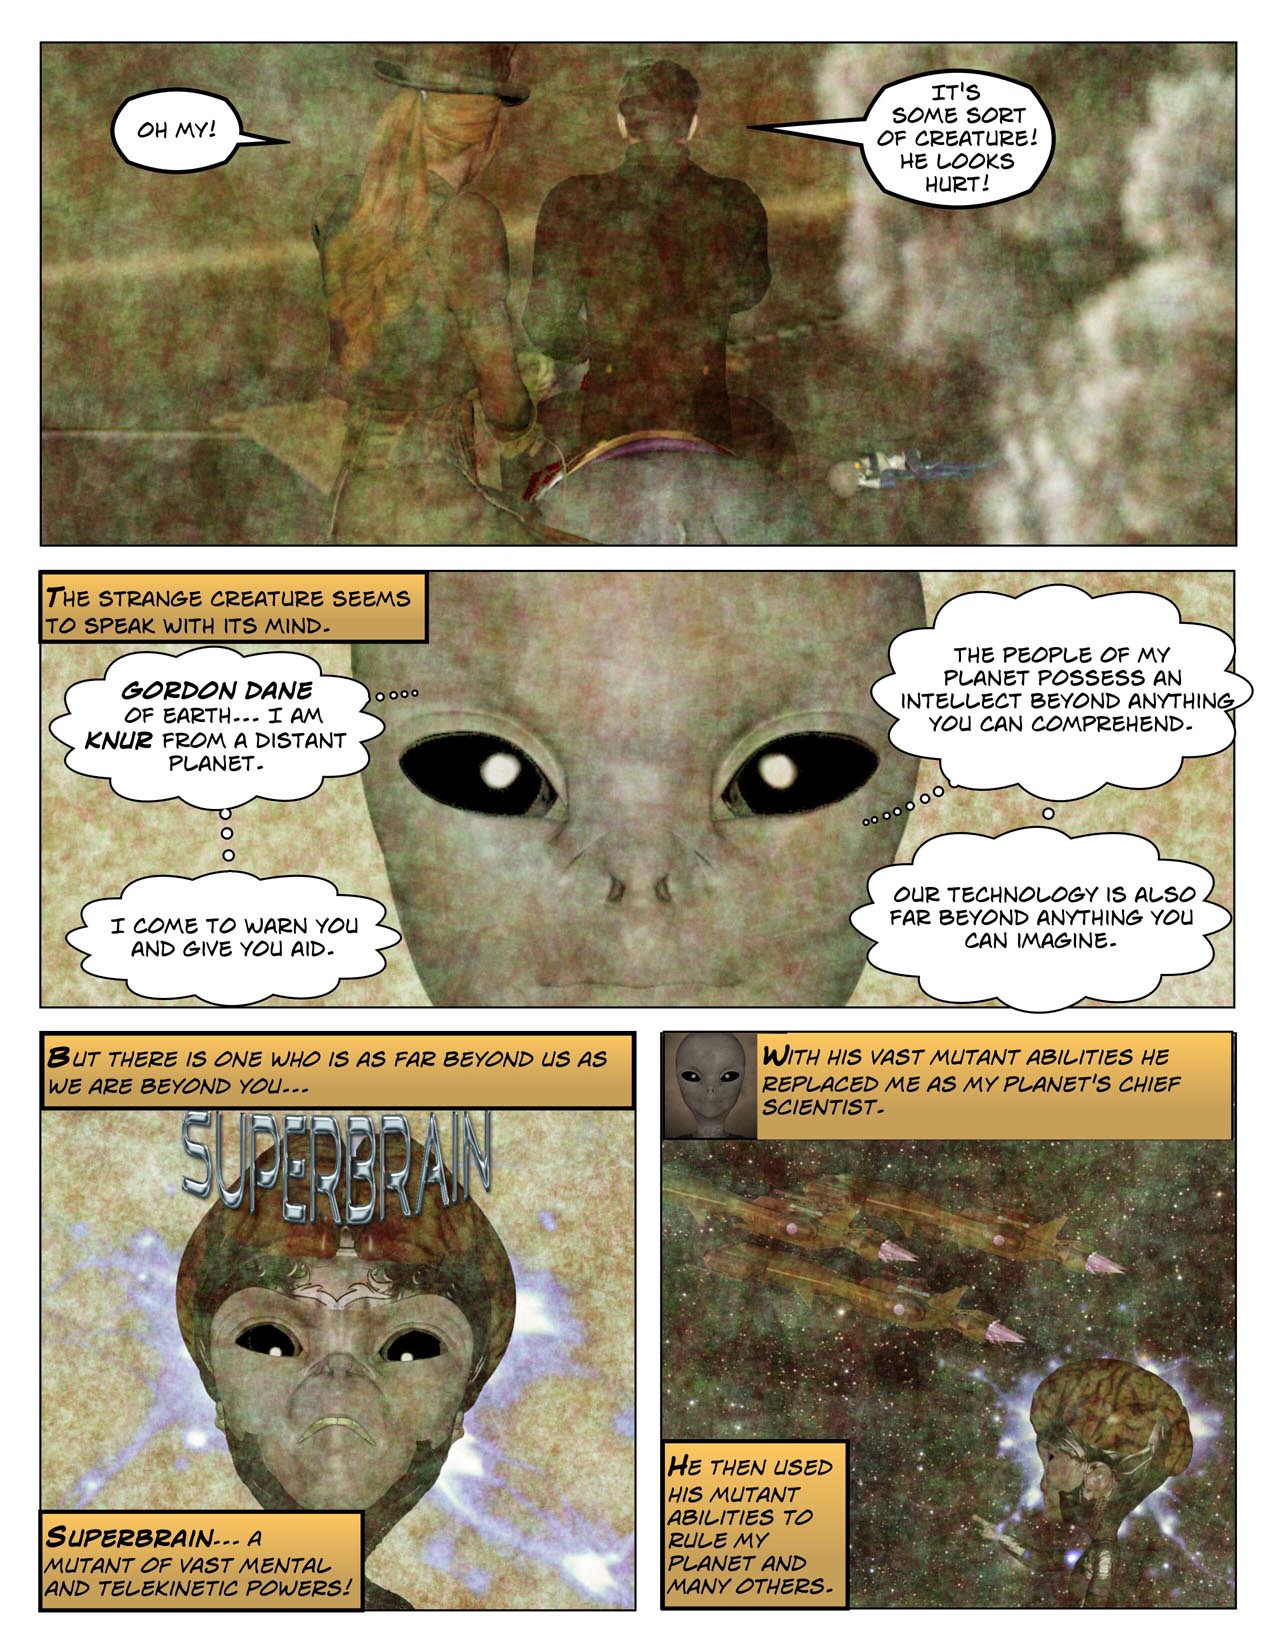 OH MY!
IT'S
SOME SORT
OF CREATURE!
HE LOOKS
HURT!
THE STRANGE CREATURE SEEMS
TO SPEAK WITH ITS MIND.
GORDON DANE
OF EARTH... I AM
KNUR FROM A DISTANT
PLANET.
I COME TO WARN YOU
AND GIVE YOU AID.
THE PEOPLE OF MY
PLANET POSSESS AN
INTELLECT BEYOND ANYTHING
YOU CAN COMPREHEND.
OUR TECHNOLOGY IS ALSO
FAR BEYOND ANYTHING YOU
CAN IMAGINE.
BUT THERE IS ONE WHO IS AS FAR BEYOND US AS
WE ARE BEYOND YOU...
SUPERBRAIN
SUPERBRAIN... A
MUTANT OF VAST MENTAL
AND TELEKINETIC POWERS!
WITH HIS VAST MUTANT ABILITIES HE
REPLACED ME AS MY PLANET'S CHIEF
SCIENTIST.
HE THEN USED
HIS MUTANT
ABILITIES TO
RULE MY
PLANET AND
MANY OTHERS.